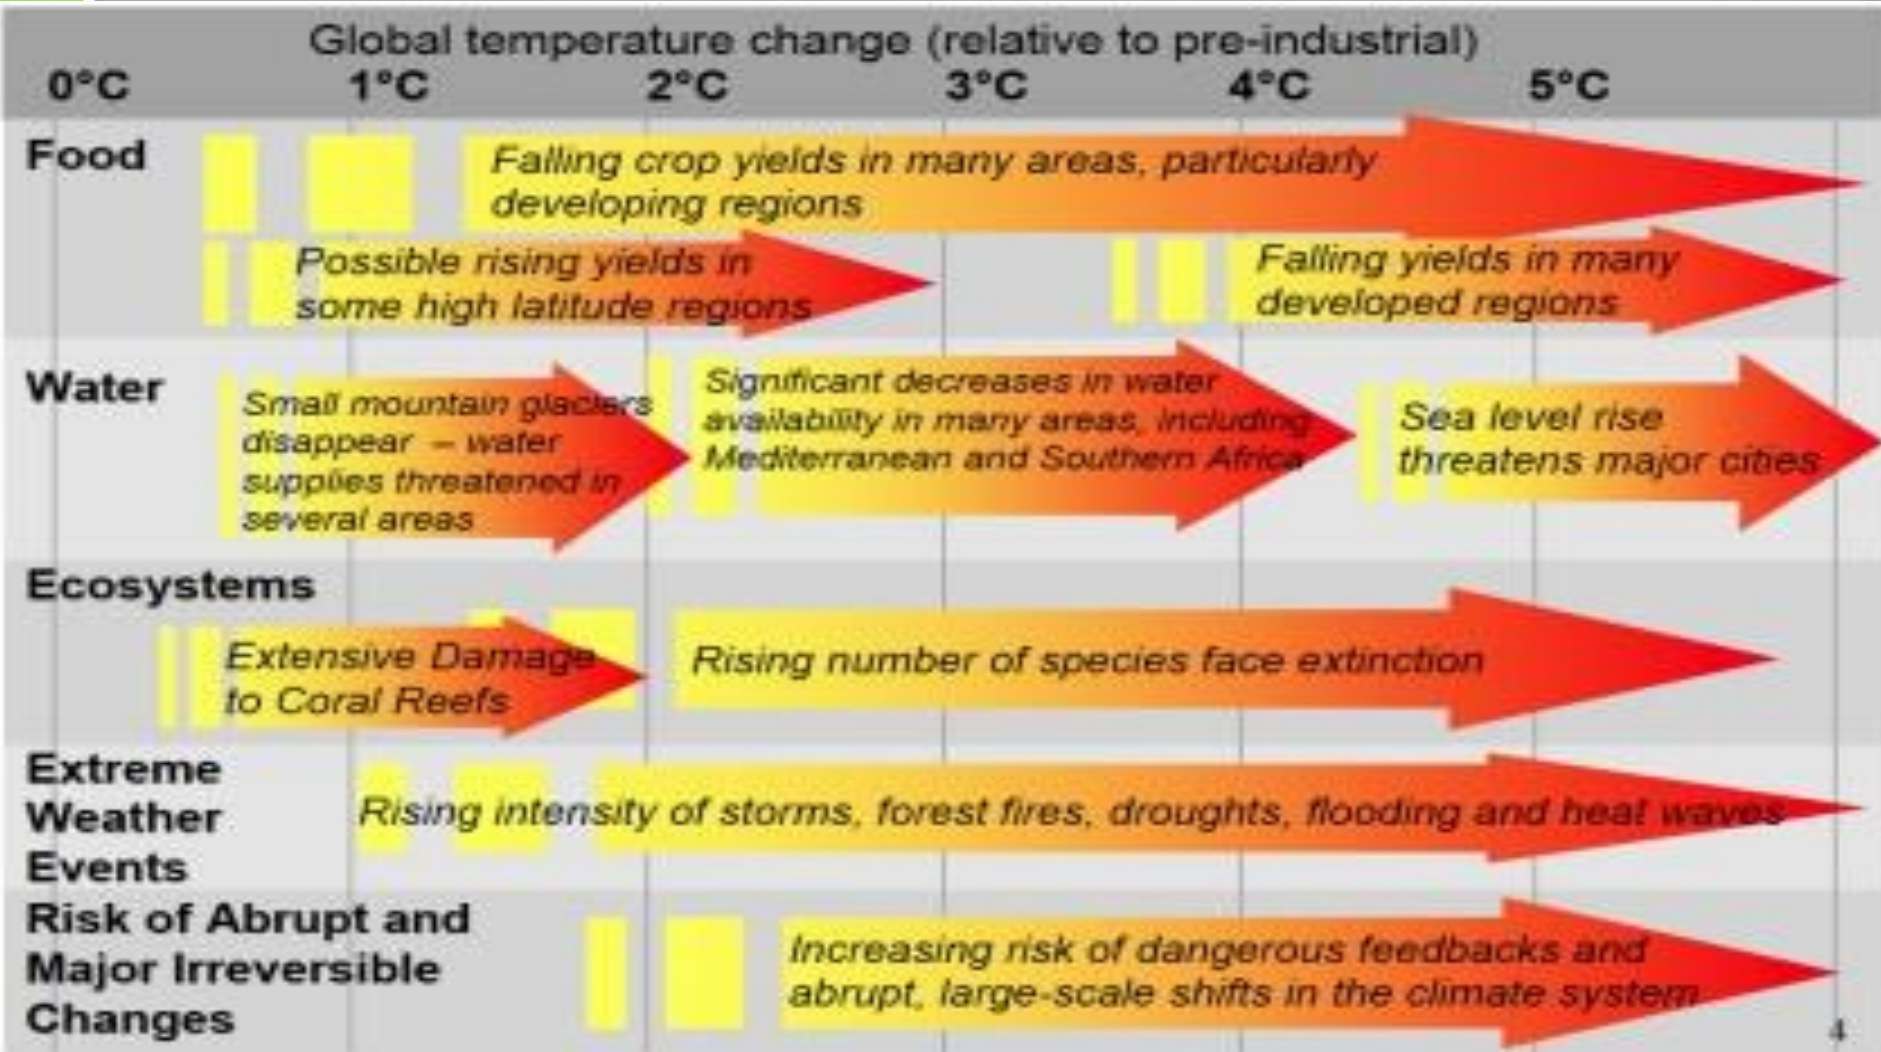 Global temperature change (relative to pre-industrial)
0°C 1°C 2°C 3°C 4°C 5°C
Food
Falling crop yields in many areas, particularly
developing regions
Possible rising yields in
some high latitude regions
Falling yields in many
developed regions
Water
Small mountain glaciers
disappear – water
supplies threatened in
several areas
Significant decreases in water
availability in many areas, including
Mediterranean and Southern Africa
Sea level rise
threatens major cities
Ecosystems
Extensive Damage
to Coral Reefs
Rising number of species face extinction
Extreme
Weather
Events
Rising intensity of storms, forest fires, droughts, flooding and heat waves
Risk of Abrupt and
Major Irreversible
Changes
Increasing risk of dangerous feedbacks and
abrupt, large-scale shifts in the climate system
4